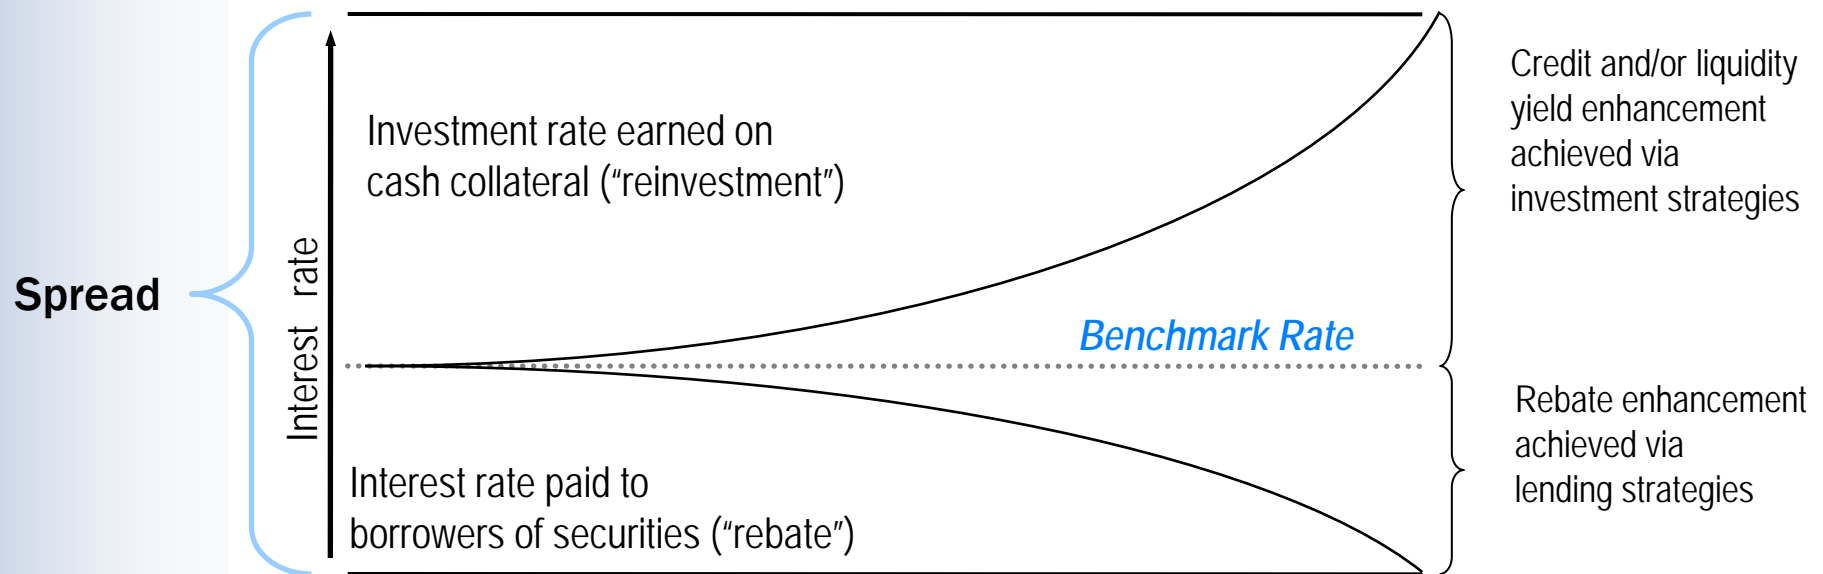 Spread
Interest rate
Investment rate earned on
cash collateral (“reinvestment”)
Benchmark Rate
Interest rate paid to
borrowers of securities (“rebate”)
Credit and/or liquidity
yield enhancement
achieved via
investment strategies
Rebate enhancement
achieved via
lending strategies